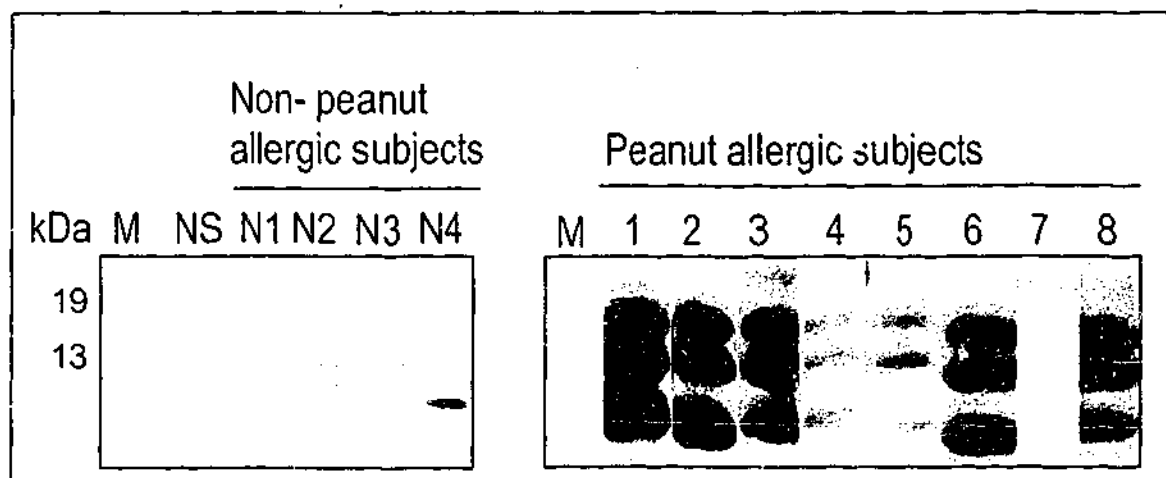 Non- peanut
allergic subjects
Peanut allergic subjects
kDa M NS N1 N2 N3 N4
M 1 2 3 4 5 6 7 8
19
13